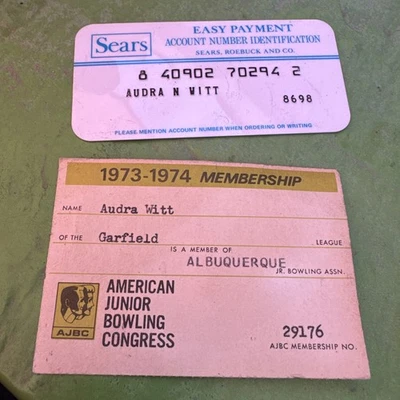 EASY PAYMENT
Sears ACCOUNT NUMBER IDENTIFICATION
SEARS, ROEBUCK AND CO.
8 40902 70294 2
AUDRA N WITT
8698
PLEASE MENTION ACCOUNT NUMBER WHEN ORDERING OR WRITING
1973-1974 MEMBERSHIP
NAME Audra Witt
OF THE Garfield LEAGUE
IS A MEMBER OF
ALBUQUERQUE JR. BOWLING ASSN.
AMERICAN
JUNIOR
BOWLING
CONGRESS
AJBC
29176
AJBC MEMBERSHIP NO.